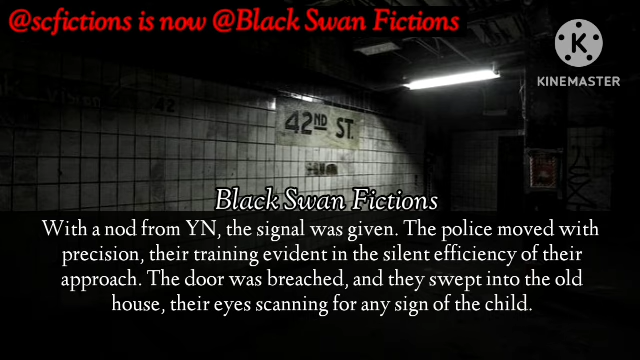 @scfictions is now @Black Swan Fictions
KINEMASTER
42ND ST.
Black Swan Fictions
With a nod from YN, the signal was given. The police moved with
precision, their training evident in the silent efficiency of their
approach. The door was breached, and they swept into the old
house, their eyes scanning for any sign of the child.